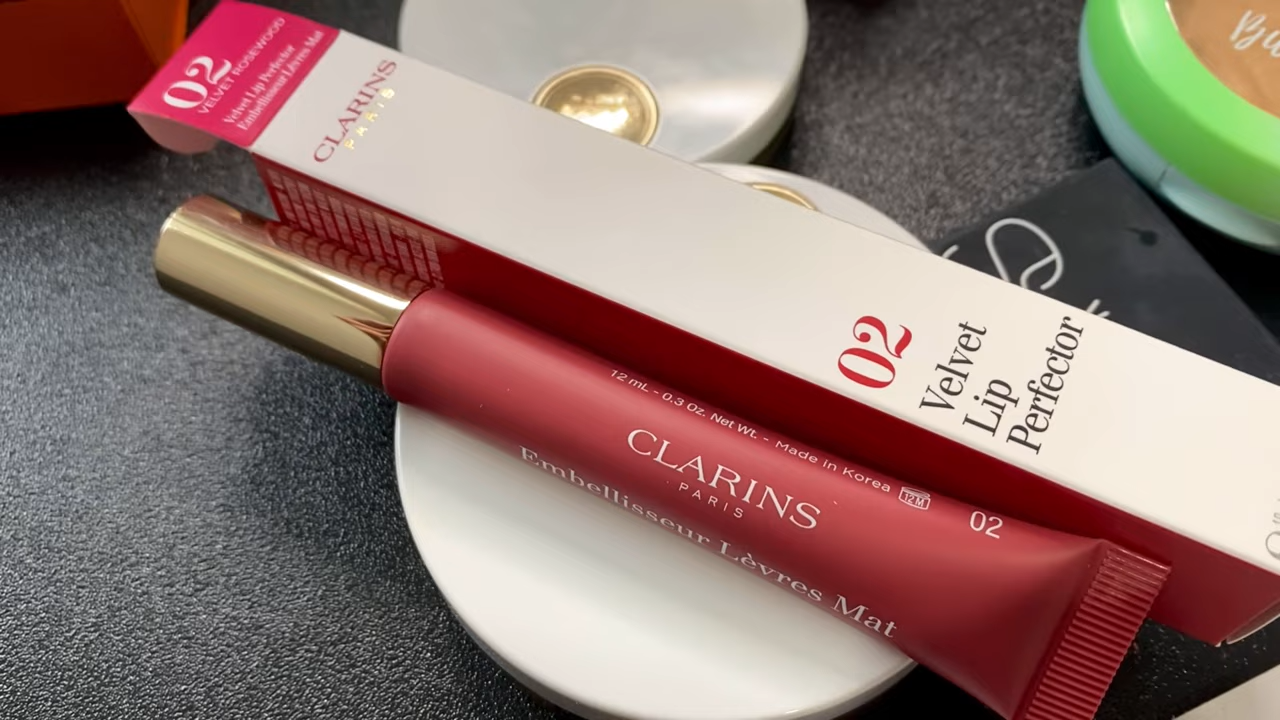 02
VELVET ROSEWOOD
Velvet Lip Perfector
Embellisseur Lèvres Mat
CLARINS
PARIS
02
Velvet
Lip
Perfector
12 mL - 0.3 Oz. Net Wt. - Made in Korea
12M
CLARINS
PARIS
Embellisseur Lèvres Mat
02